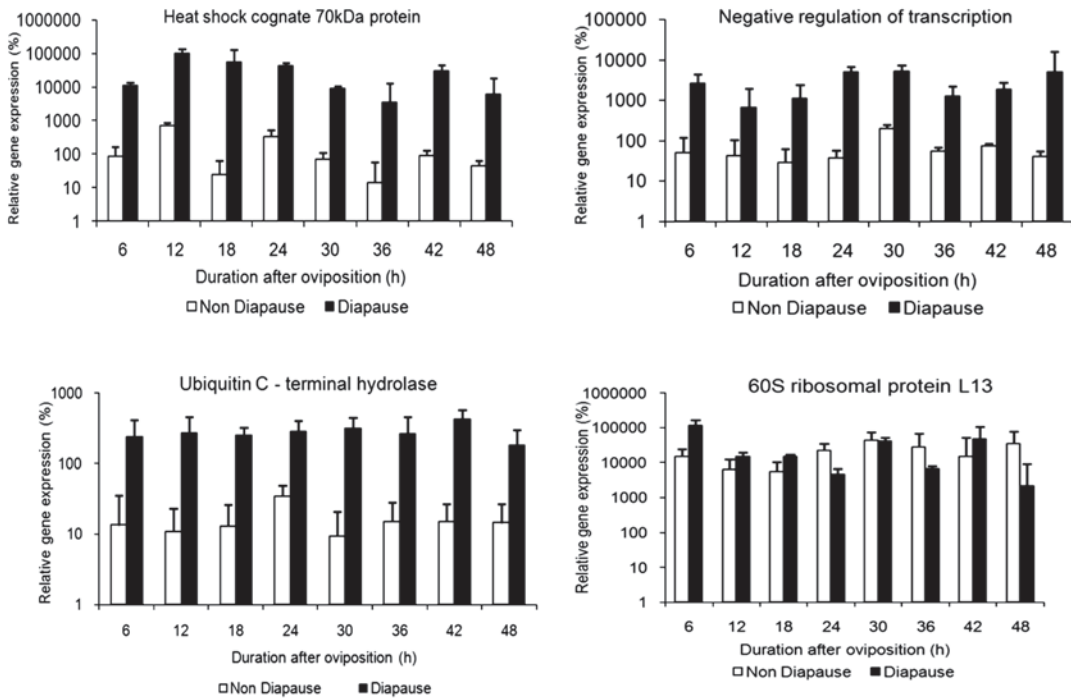 Heat shock cognate 70kDa protein
Relative gene expression (%)
1000000
100000
10000
1000
100
10
1
6 12 18 24 30 36 42 48
Duration after oviposition (h)
Non Diapause Diapause
Negative regulation of transcription
Relative gene expression (%)
100000
10000
1000
100
10
1
6 12 18 24 30 36 42 48
Duration after oviposition (h)
Non Diapause Diapause
Ubiquitin C - terminal hydrolase
Relative gene expression (%)
1000
100
10
1
6 12 18 24 30 36 42 48
Duration after oviposition (h)
Non Diapause Diapause
60S ribosomal protein L13
Relative gene expression (%)
1000000
100000
10000
1000
100
10
1
6 12 18 24 30 36 42 48
Duration after oviposition (h)
Non Diapause Diapause